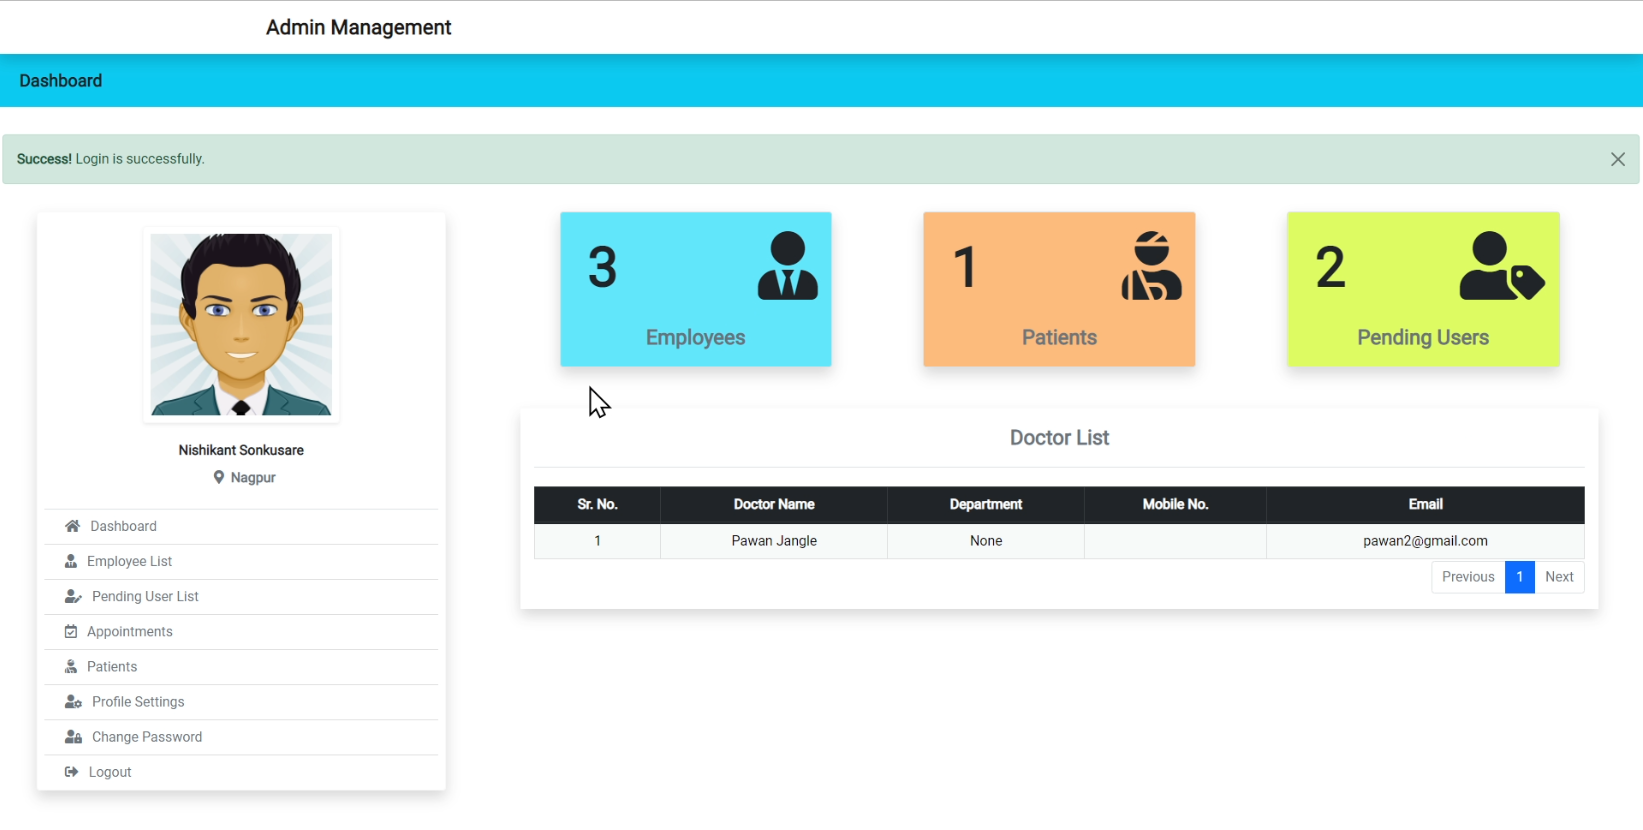 Admin Management
Dashboard
Success! Login is successfully.
3
Employees
1
Patients
2
Pending Users
Nishikant Sonkusare
Nagpur
Dashboard
Employee List
Pending User List
Appointments
Patients
Profile Settings
Change Password
Logout
Doctor List
Sr. No. Doctor Name Department Mobile No. Email
1 Pawan Jangle None pawan2@gmail.com
Previous 1 Next